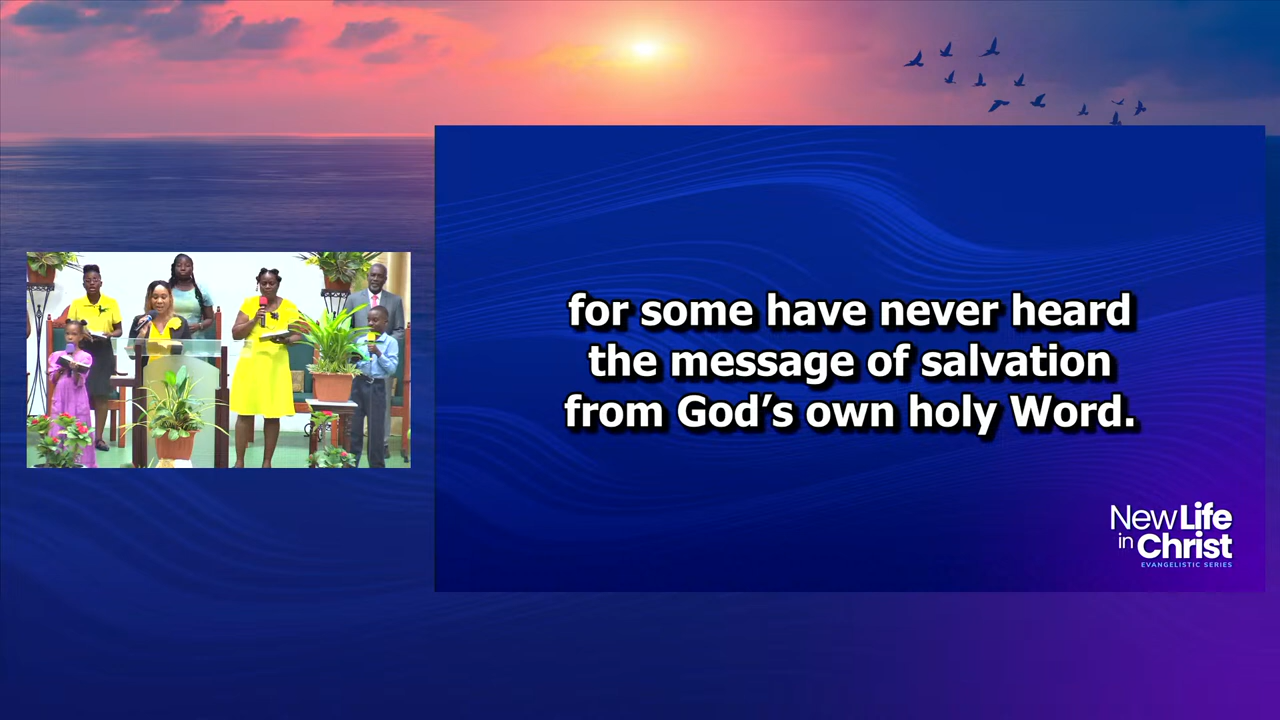 for some have never heard
the message of salvation
from God’s own holy Word.
New Life
in Christ
EVANGELISTIC SERIES